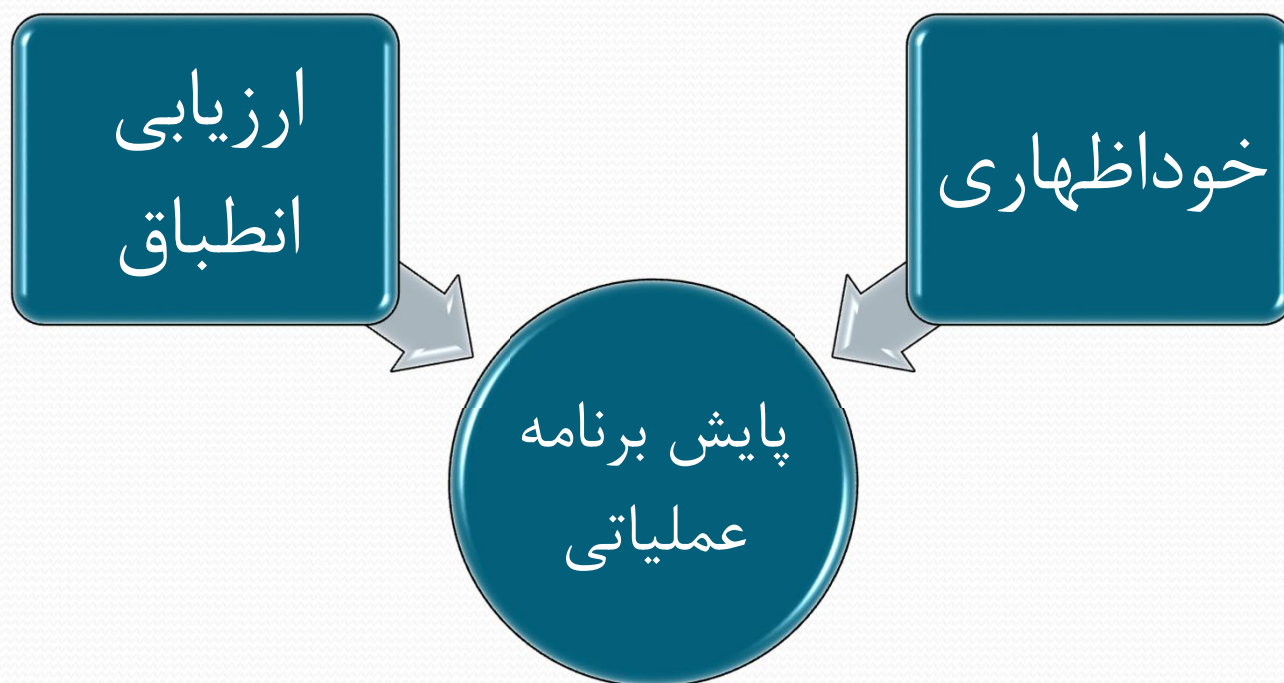 خوداظهاری
ارزیابی
انطباق
پایش برنامه
عملیاتی